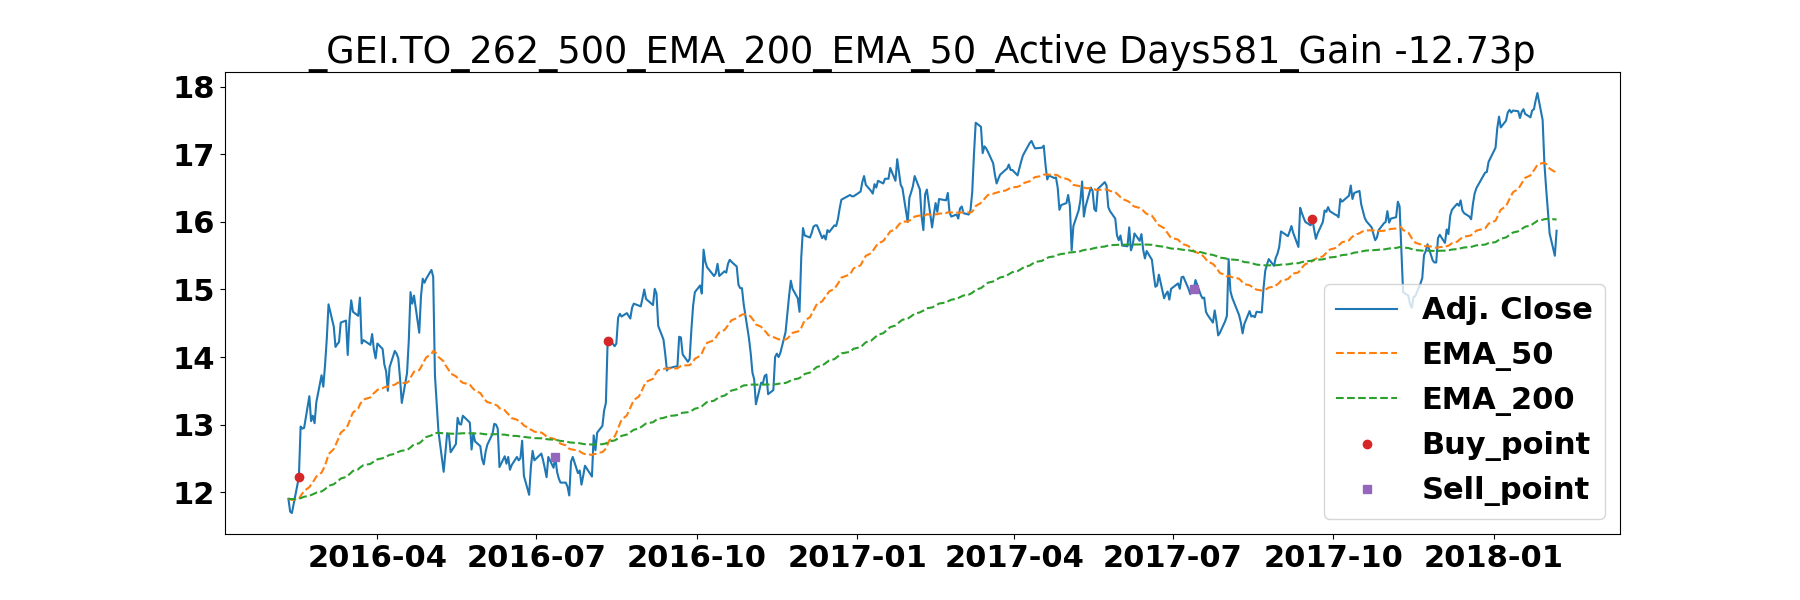 _GEI.TO_262_500_EMA_200_EMA_50_Active Days581_Gain -12.73p
18
17
16
15
14
13
12
Adj. Close
EMA_50
EMA_200
Buy_point
Sell_point
2016-04 2016-07 2016-10 2017-01 2017-04 2017-07 2017-10 2018-01